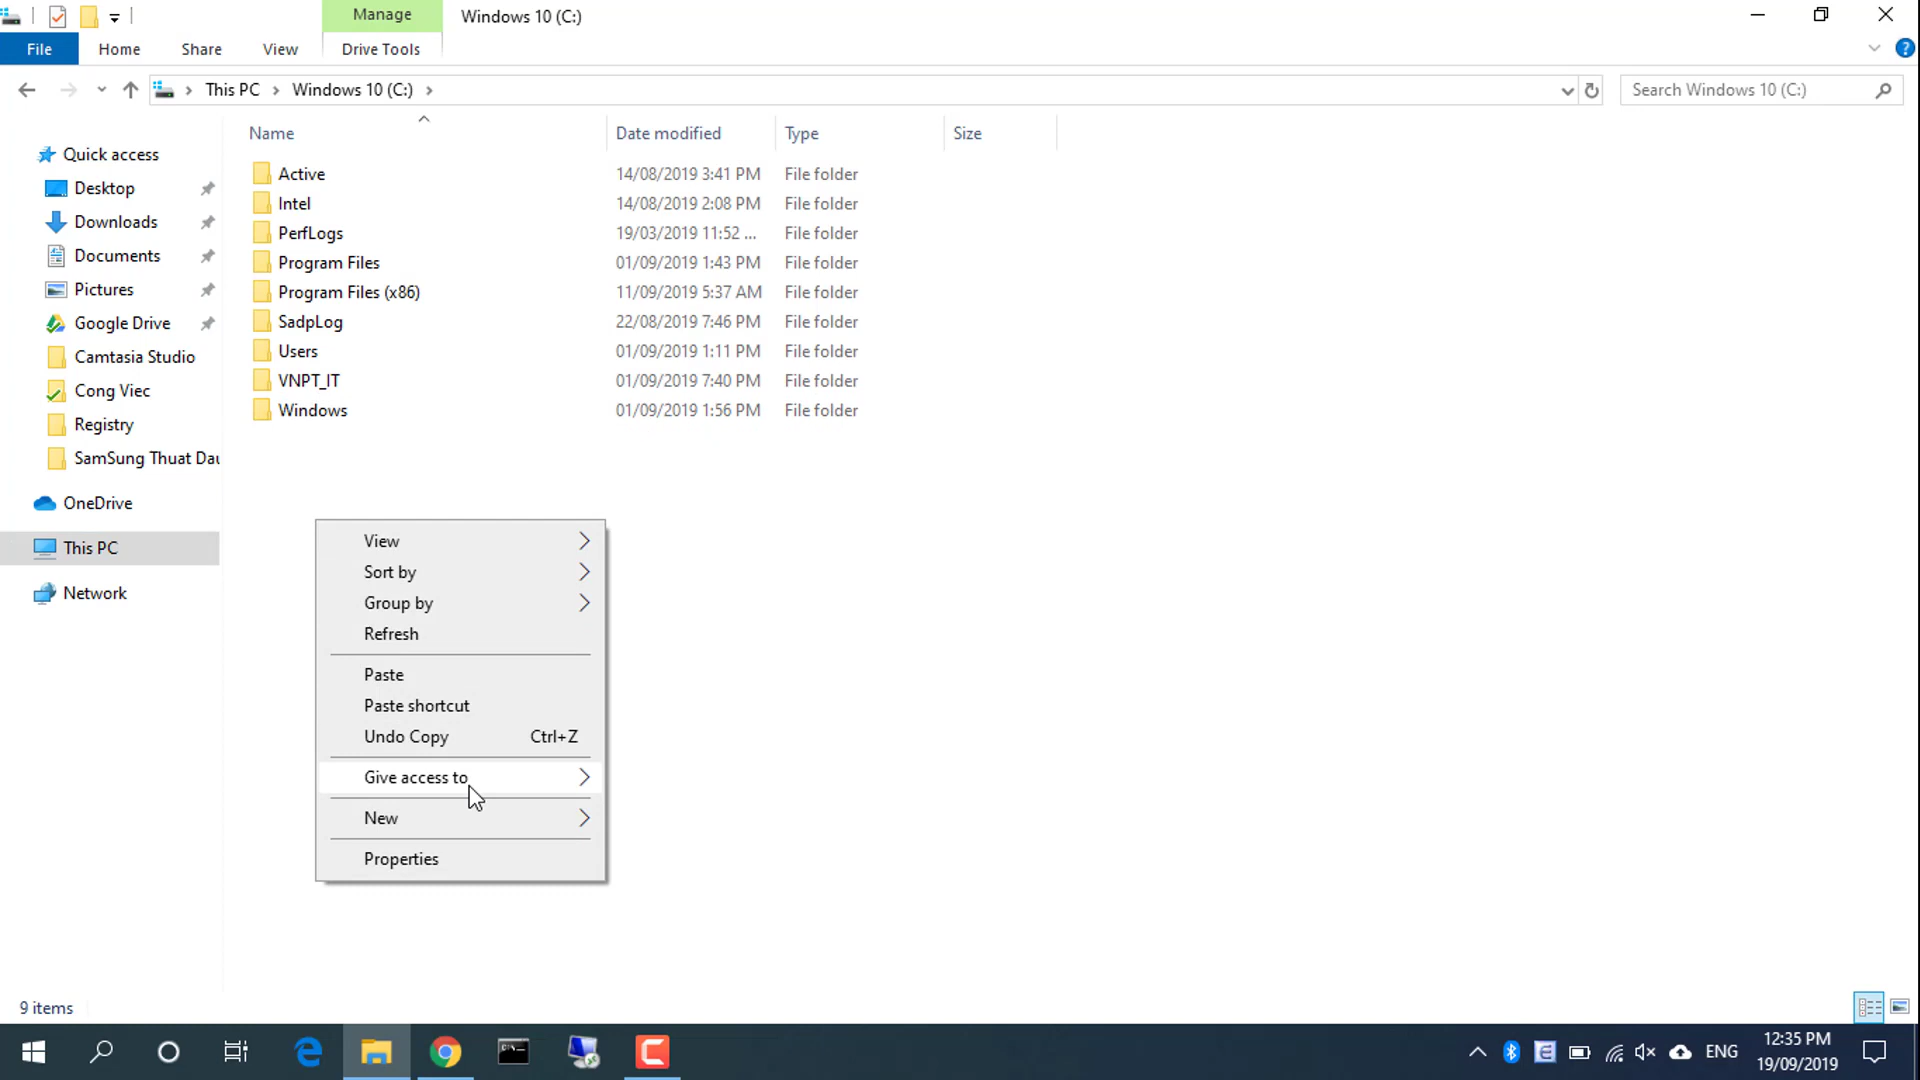 Manage
Windows 10 (C:)
File
Home
Share
View
Drive Tools
This PC
Windows 10 (C:)
Search Windows 10 (C:)
Name
Date modified
Type
Size
Quick access
Desktop
Downloads
Documents
Pictures
Google Drive
Camtasia Studio
Cong Viec
Registry
SamSung Thuat Dau
OneDrive
This PC
Network
Active 14/08/2019 3:41 PM File folder
Intel 14/08/2019 2:08 PM File folder
PerfLogs 19/03/2019 11:52 ... File folder
Program Files 01/09/2019 1:43 PM File folder
Program Files (x86) 11/09/2019 5:37 AM File folder
SadpLog 22/08/2019 7:46 PM File folder
Users 01/09/2019 1:11 PM File folder
VNPT_IT 01/09/2019 7:40 PM File folder
Windows 01/09/2019 1:56 PM File folder
View
Sort by
Group by
Refresh
Paste
Paste shortcut
Undo Copy Ctrl+Z
Give access to
New
Properties
9 items
ENG
12:35 PM
19/09/2019